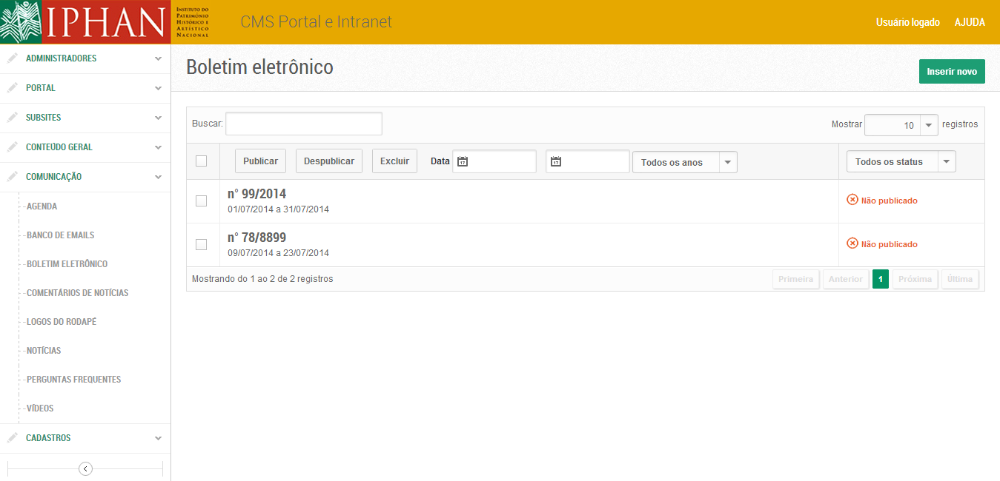 IPHAN
INSTITUTO DO
PATRIMÔNIO
HISTÓRICO E
ARTÍSTICO
NACIONAL
CMS Portal e Intranet
Usuário logado AJUDA
ADMINISTRADORES
PORTAL
SUBSITES
CONTEÚDO GERAL
COMUNICAÇÃO
AGENDA
BANCO DE EMAILS
BOLETIM ELETRÔNICO
COMENTÁRIOS DE NOTÍCIAS
LOGOS DO RODAPÉ
NOTÍCIAS
PERGUNTAS FREQUENTES
VÍDEOS
CADASTROS
Boletim eletrônico
Inserir novo
Buscar:
Mostrar 10 registros
Publicar Despublicar Excluir Data 17 17 Todos os anos Todos os status
n° 99/2014
01/07/2014 a 31/07/2014
Não publicado
n° 78/8899
09/07/2014 a 23/07/2014
Não publicado
Mostrando do 1 ao 2 de 2 registros
Primeira Anterior 1 Próxima Última